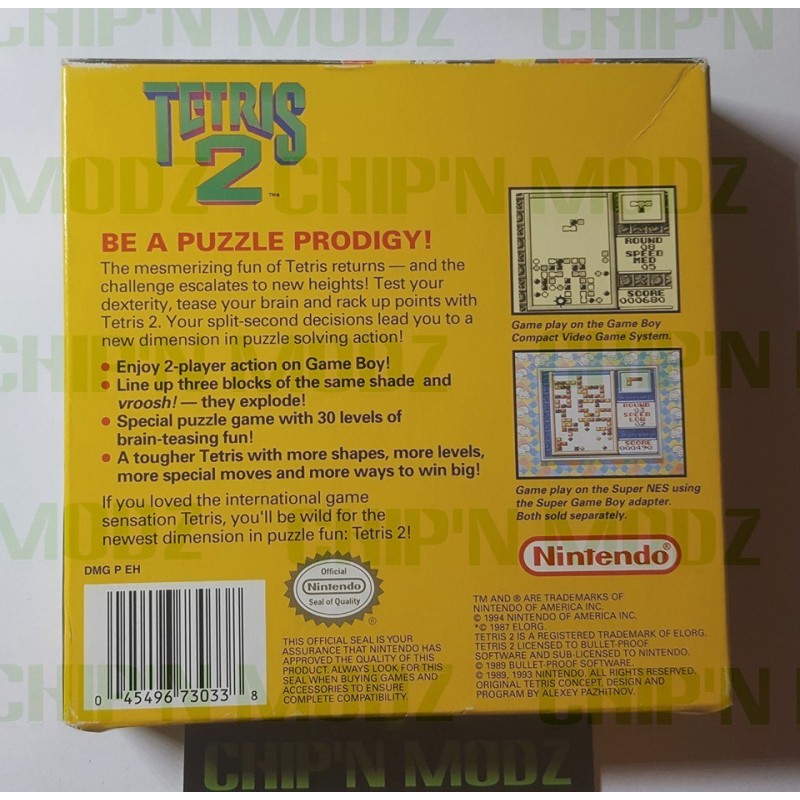 CHIP'N MODZ
TETRIS
2
™
BE A PUZZLE PRODIGY!
The mesmerizing fun of Tetris returns — and the
challenge escalates to new heights! Test your
dexterity, tease your brain and rack up points with
Tetris 2. Your split-second decisions lead you to a
new dimension in puzzle solving action!
• Enjoy 2-player action on Game Boy!
• Line up three blocks of the same shade and
vroosh! — they explode!
• Special puzzle game with 30 levels of
brain-teasing fun!
• A tougher Tetris with more shapes, more levels,
more special moves and more ways to win big!
If you loved the international game
sensation Tetris, you'll be wild for the
newest dimension in puzzle fun: Tetris 2!
ROUND
08
SPEED
MED
05
SCORE
000680
Game play on the Game Boy
Compact Video Game System.
ROUND
03
SPEED
LOW
02
SCORE
000490
Game play on the Super NES using
the Super Game Boy adapter.
Both sold separately.
Nintendo®
DMG P EH
0 45496 73033 8
Official
Nintendo
Seal of Quality
®
THIS OFFICIAL SEAL IS YOUR
ASSURANCE THAT NINTENDO HAS
APPROVED THE QUALITY OF THIS
PRODUCT. ALWAYS LOOK FOR THIS
SEAL WHEN BUYING GAMES AND
ACCESSORIES TO ENSURE
COMPLETE COMPATIBILITY.
TM AND ® ARE TRADEMARKS OF
NINTENDO OF AMERICA INC.
© 1994 NINTENDO OF AMERICA INC.
*© 1987 ELORG.
TETRIS 2 IS A REGISTERED TRADEMARK OF ELORG.
TETRIS 2 LICENSED TO BULLET-PROOF
SOFTWARE AND SUB-LICENSED TO NINTENDO.
© 1989 BULLET-PROOF SOFTWARE.
© 1989, 1993 NINTENDO. ALL RIGHTS RESERVED.
ORIGINAL TETRIS CONCEPT, DESIGN AND
PROGRAM BY ALEXEY PAZHITNOV.
CHIP'N MODZ